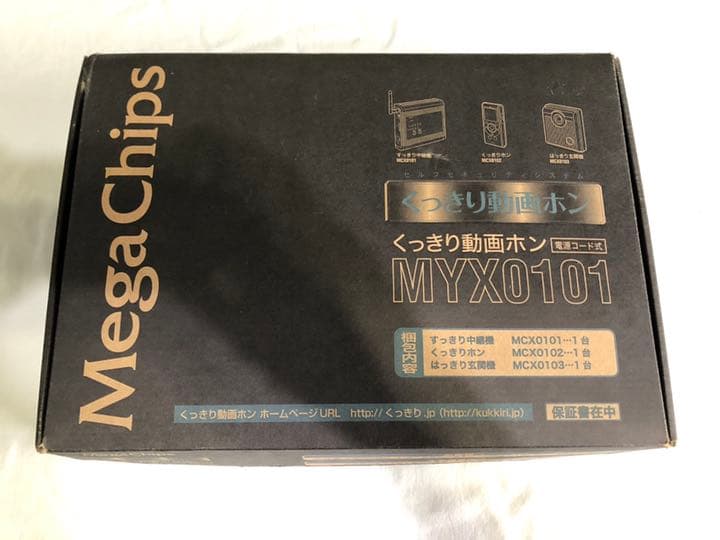 MegaChips
すっきり中継機
MCX0101
くっきりホン
MCX0102
はっきり玄関機
MCX0103
セルフセキュリティシステム
くっきり動画ホン
くっきり動画ホン 電源コード式
MYX0101
梱包内容
すっきり中継機 MCX0101…1台
くっきりホン MCX0102…1台
はっきり玄関機 MCX0103…1台
くっきり動画ホン ホームページURL http://くっきり.jp (http://kukkiri.jp)
保証書在中